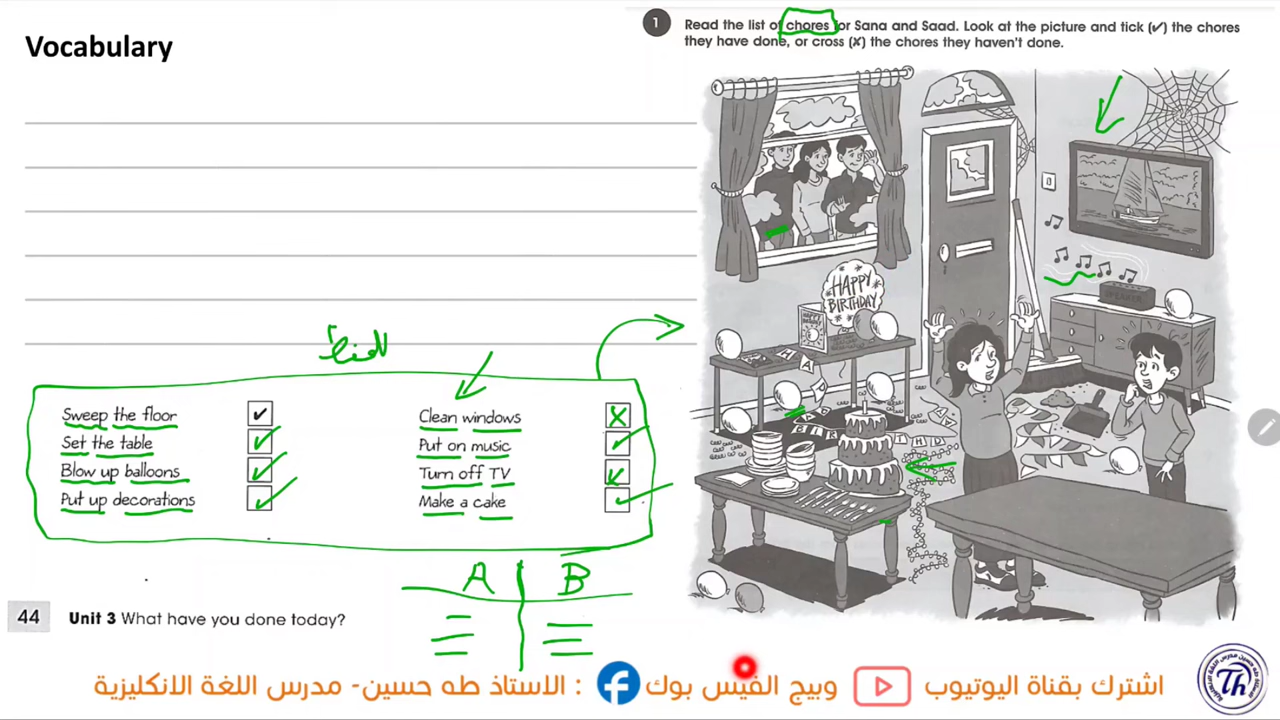 Vocabulary
1 Read the list of chores for Sana and Saad. Look at the picture and tick (✔) the chores
they have done, or cross (✘) the chores they haven't done.
HAPPY
BIRTHDAY
SPEAKER
Sweep the floor ✔
Set the table ✓
Blow up balloons ✓
Put up decorations ✓
Clean windows X
Put on music ✓
Turn off TV ✓
Make a cake ✓
A B
44 Unit 3 What have you done today?
اشترك بقناة اليوتيوب وبيج الفيس بوك : الاستاذ طه حسين- مدرس اللغة الانكليزية
Th